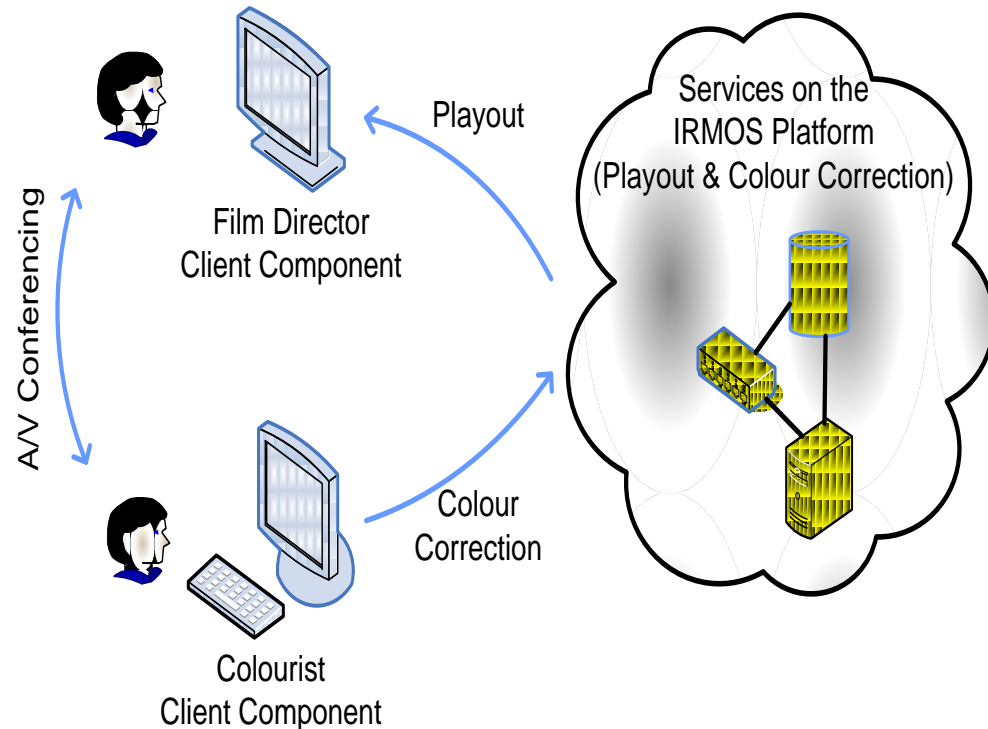 Services on the
IRMOS Platform
(Playout & Colour Correction)
Playout
Film Director
Client Component
A/V Conferencing
Colour
Correction
Colourist
Client Component